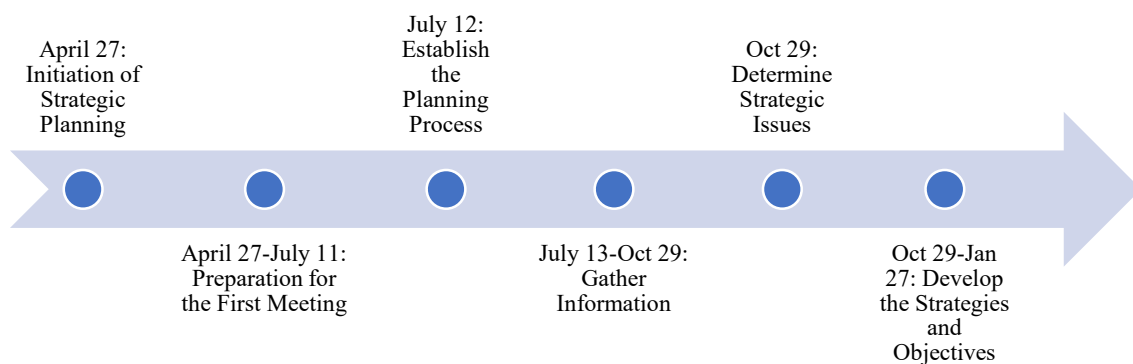 April 27:
Initiation of
Strategic
Planning
April 27-July 11:
Preparation for
the First Meeting
July 12:
Establish
the
Planning
Process
July 13-Oct 29:
Gather
Information
Oct 29:
Determine
Strategic
Issues
Oct 29-Jan
27: Develop
the Strategies
and
Objectives